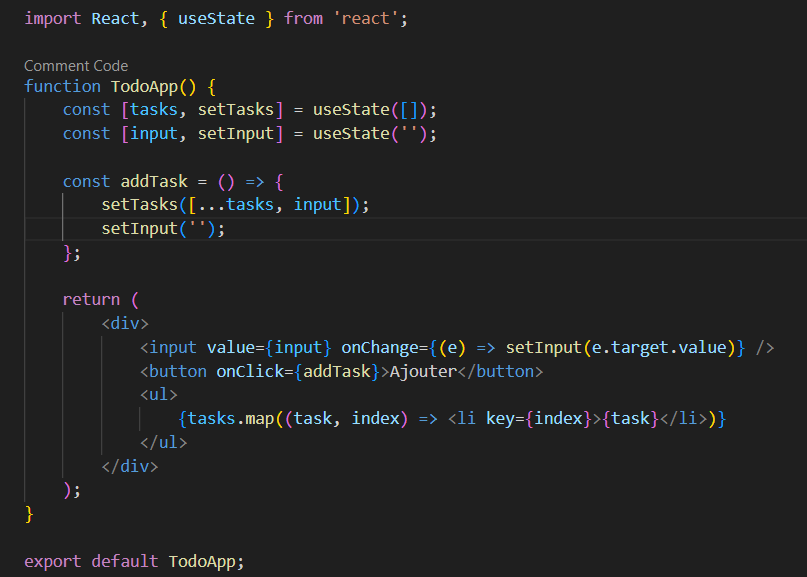 import React, { useState } from 'react';
Comment Code
function TodoApp() {
    const [tasks, setTasks] = useState([]);
    const [input, setInput] = useState('');

    const addTask = () => {
        setTasks([...tasks, input]);
        setInput('');
    };

    return (
        <div>
            <input value={input} onChange={(e) => setInput(e.target.value)} />
            <button onClick={addTask}>Ajouter</button>
            <ul>
                {tasks.map((task, index) => <li key={index}>{task}</li>)}
            </ul>
        </div>
    );
}

export default TodoApp;